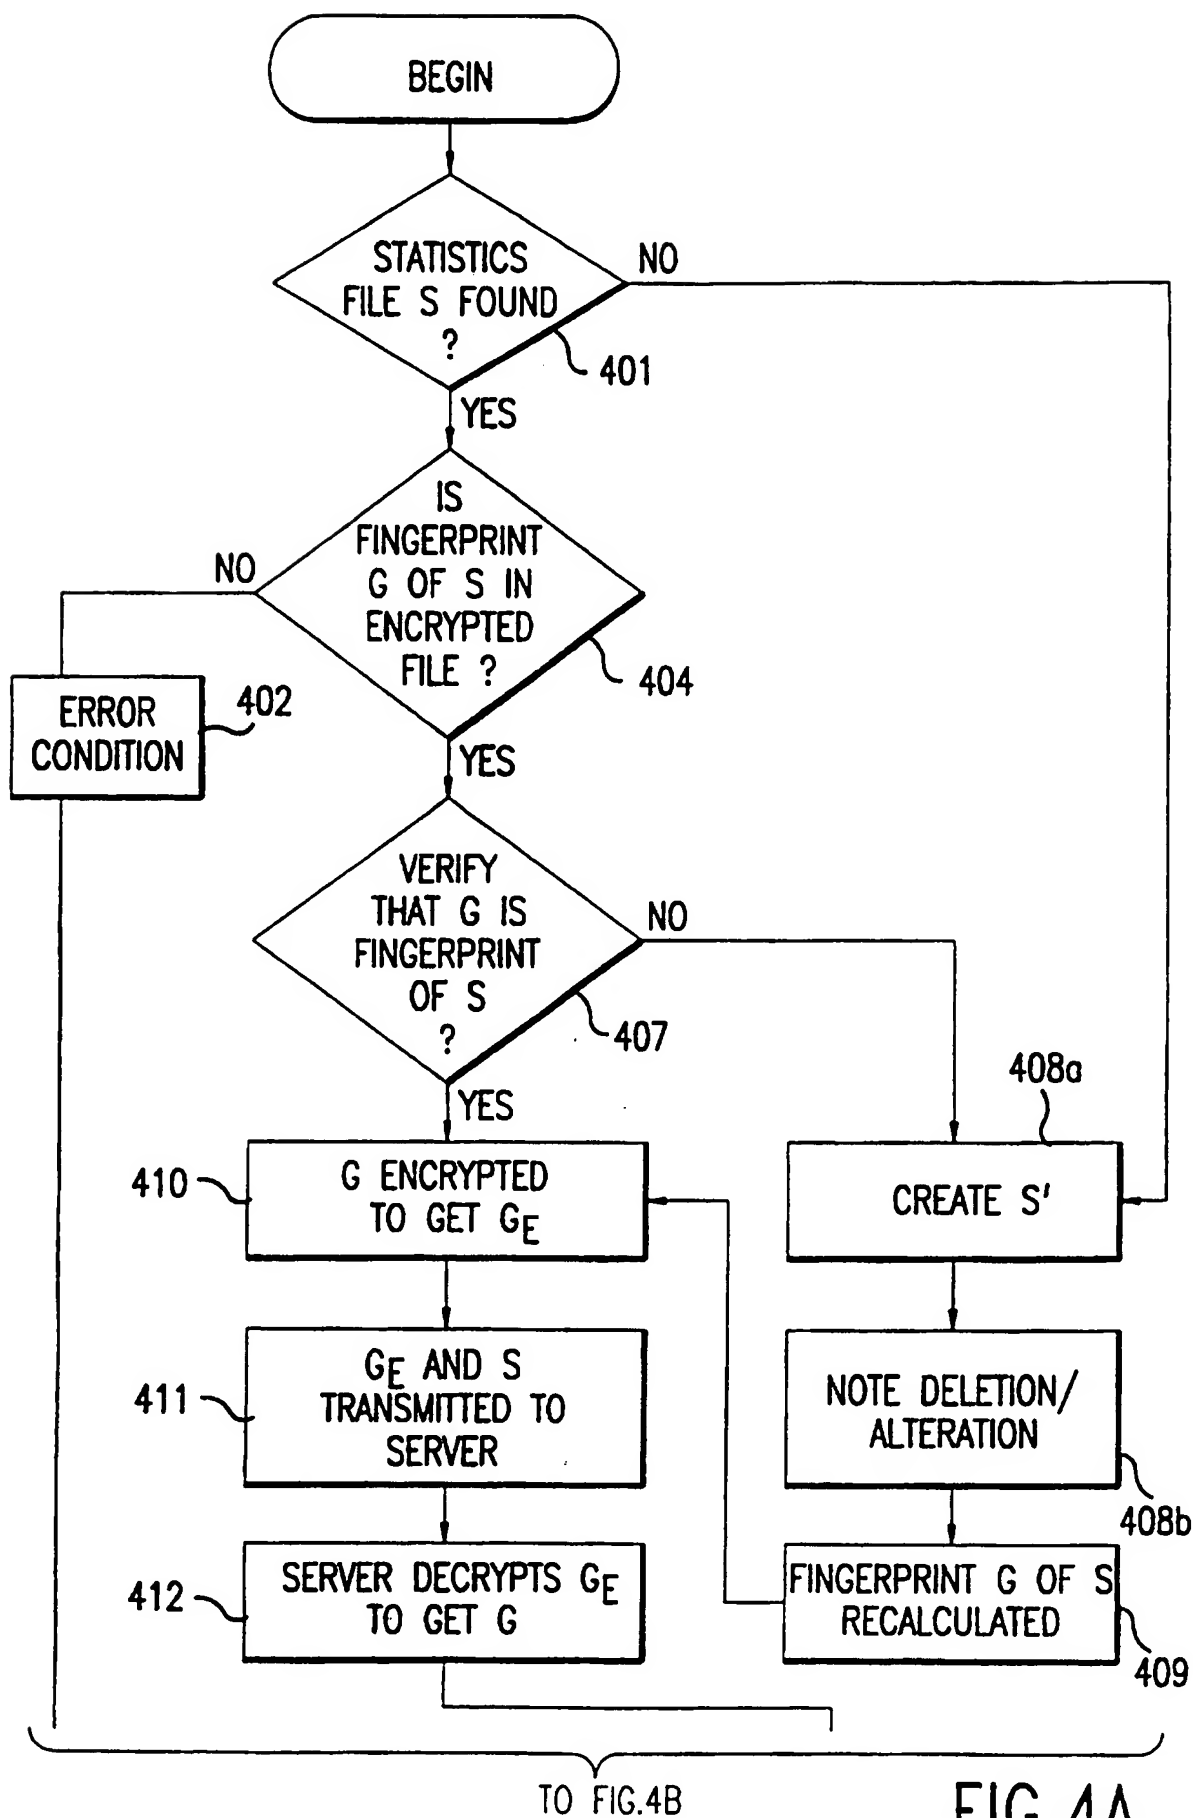 BEGIN
STATISTICS
FILE S FOUND
?
NO
401
YES
IS
FINGERPRINT
G OF S IN
ENCRYPTED
FILE ?
NO
404
ERROR
CONDITION
402
YES
VERIFY
THAT G IS
FINGERPRINT
OF S
?
NO
407
YES
408a
410
G ENCRYPTED
TO GET GE
CREATE S'
411
GE AND S
TRANSMITTED TO
SERVER
NOTE DELETION/
ALTERATION
408b
412
SERVER DECRYPTS GE
TO GET G
FINGERPRINT G OF S
RECALCULATED
409
TO FIG.4B
FIG.4A